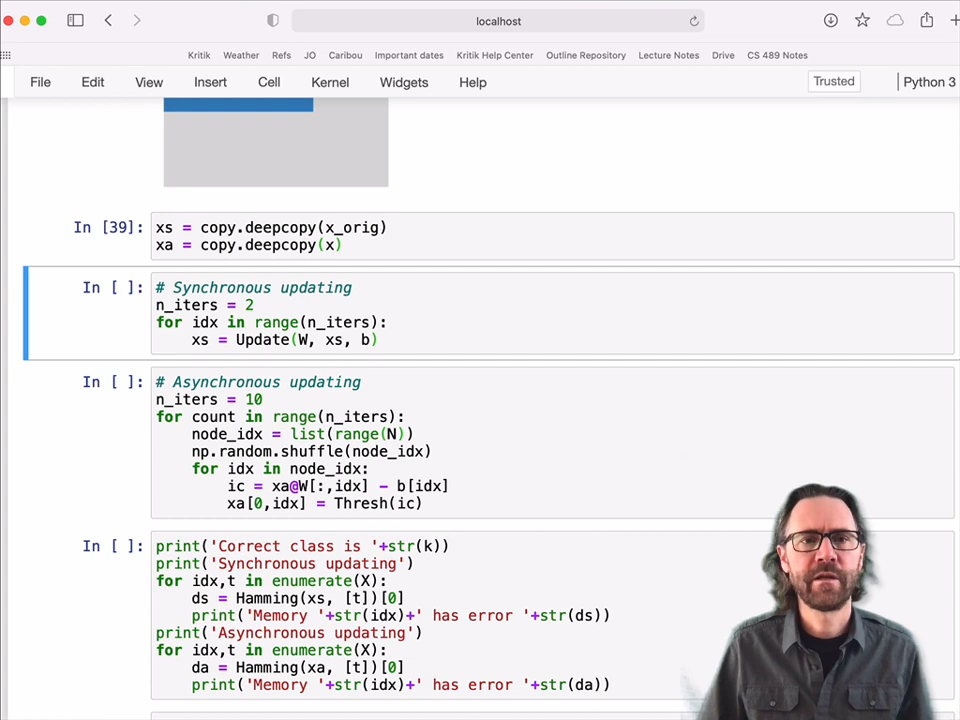 localhost
Kritik Weather Refs JO Caribou Important dates Kritik Help Center Outline Repository Lecture Notes Drive CS 489 Notes
File Edit View Insert Cell Kernel Widgets Help Trusted Python 3
In [39]: xs = copy.deepcopy(x_orig)
xa = copy.deepcopy(x)
In [ ]: # Synchronous updating
n_iters = 2
for idx in range(n_iters):
xs = Update(W, xs, b)
In [ ]: # Asynchronous updating
n_iters = 10
for count in range(n_iters):
node_idx = list(range(N))
np.random.shuffle(node_idx)
for idx in node_idx:
ic = xa@W[:,idx] - b[idx]
xa[0,idx] = Thresh(ic)
In [ ]: print('Correct class is '+str(k))
print('Synchronous updating')
for idx,t in enumerate(X):
ds = Hamming(xs, [t])[0]
print('Memory '+str(idx)+' has error '+str(ds))
print('Asynchronous updating')
for idx,t in enumerate(X):
da = Hamming(xa, [t])[0]
print('Memory '+str(idx)+' has error '+str(da))